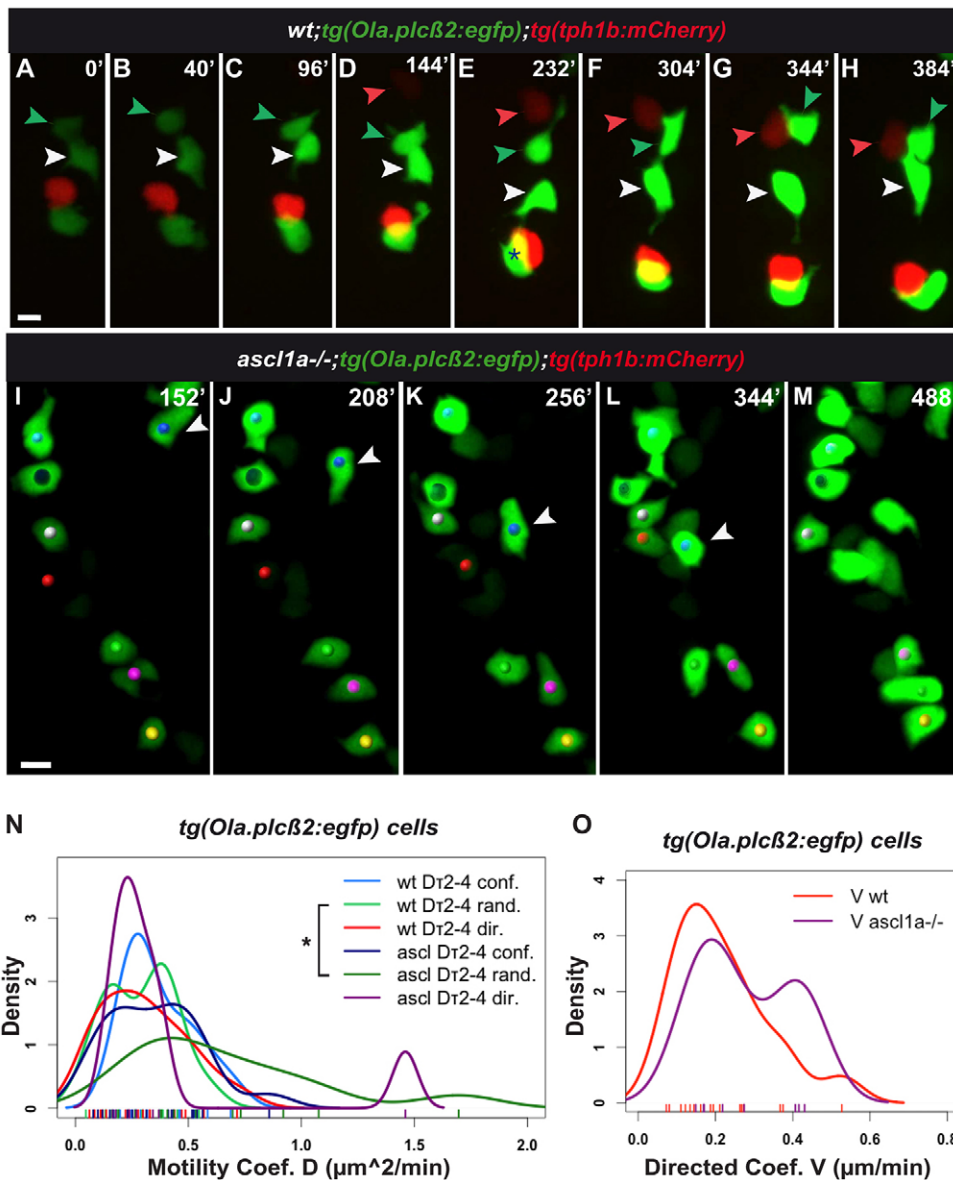 wt;tg(Ola.plcß2:egfp);tg(tph1b:mCherry)
A 0’ B 40’ C 96’ D 144’ E 232’ F 304’ G 344’ H 384’
*
ascl1a-/-;tg(Ola.plcß2:egfp);tg(tph1b:mCherry)
I 152’ J 208’ K 256’ L 344’ M 488’
N
tg(Ola.plcß2:egfp) cells
wt Dτ2-4 conf.
wt Dτ2-4 rand.
wt Dτ2-4 dir.
ascl Dτ2-4 conf.
ascl Dτ2-4 rand.
ascl Dτ2-4 dir.
*
Density
0 1 2 3
0.0 0.5 1.0 1.5 2.0
Motility Coef. D (µm^2/min)
O
tg(Ola.plcß2:egfp) cells
V wt
V ascl1a-/-
Density
0 1 2 3 4
0.0 0.2 0.4 0.6 0.8
Directed Coef. V (µm/min)